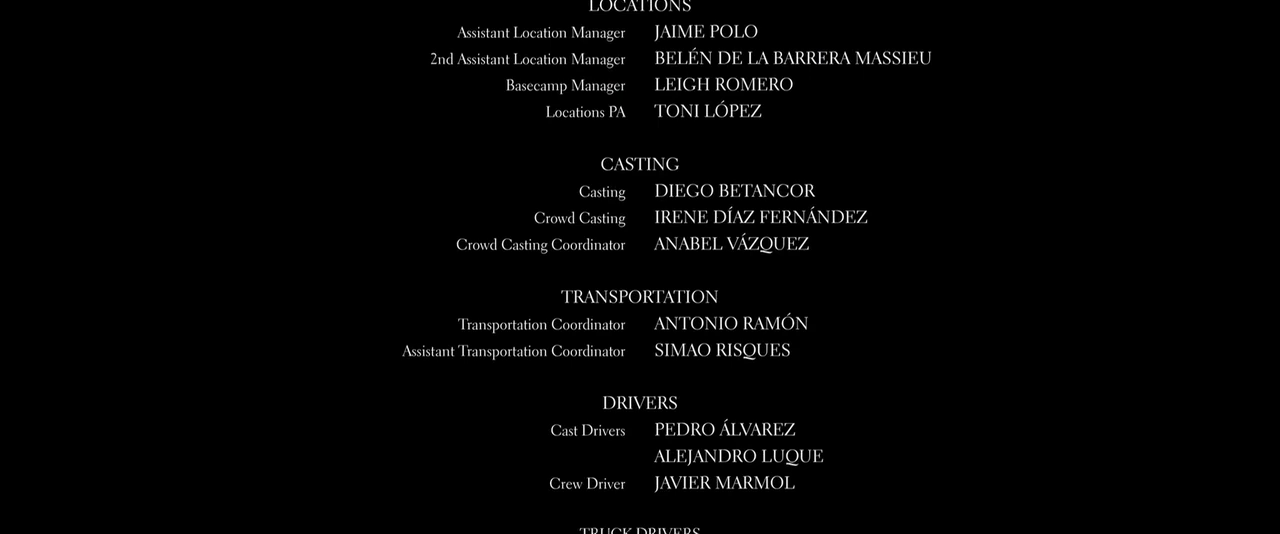 LOCATIONS
Assistant Location Manager JAIME POLO
2nd Assistant Location Manager BELÉN DE LA BARRERA MASSIEU
Basecamp Manager LEIGH ROMERO
Locations PA TONI LÓPEZ
CASTING
Casting DIEGO BETANCOR
Crowd Casting IRENE DÍAZ FERNÁNDEZ
Crowd Casting Coordinator ANABEL VÁZQUEZ
TRANSPORTATION
Transportation Coordinator ANTONIO RAMÓN
Assistant Transportation Coordinator SIMAO RISQUES
DRIVERS
Cast Drivers PEDRO ÁLVAREZ
ALEJANDRO LUQUE
Crew Driver JAVIER MARMOL
TRUCK DRIVERS